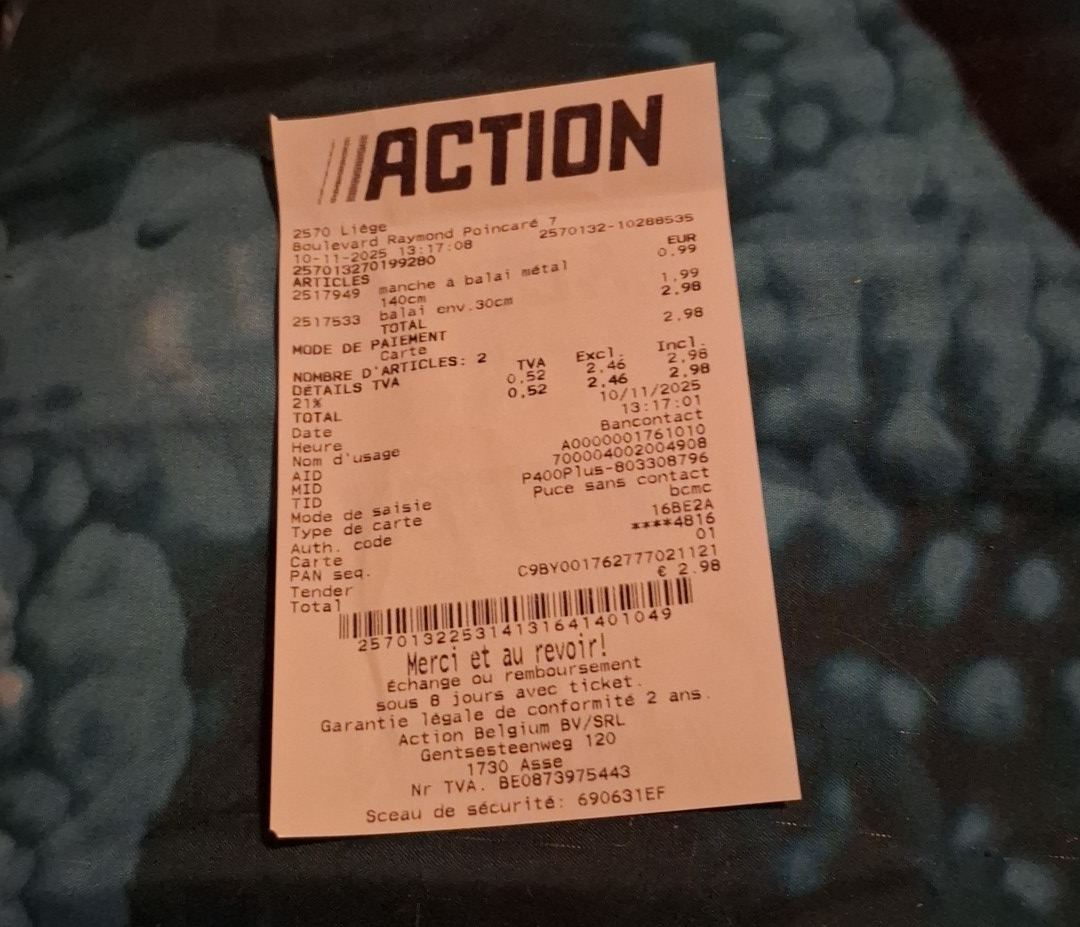 ACTION
2570 Liège
Boulevard Raymond Poincaré 7
10-11-2025 13:17:08 2570132-10288535
257013270199280
ARTICLES EUR
2517949 manche à balai métal 0.99
140cm
2517533 balai env.30cm 1.99
TOTAL 2.98
MODE DE PAIEMENT
Carte 2.98
NOMBRE D'ARTICLES: 2
DÉTAILS TVA TVA Excl. Incl.
21% 0.52 2.46 2.98
TOTAL 0.52 2.46 2.98
Date 10/11/2025
Heure 13:17:01
Nom d'usage Bancontact
AID A0000001761010
MID 700004002004908
TID P400Plus-803308796
Mode de saisie Puce sans contact
Type de carte bcmc
Auth. code 16BE2A
Carte ****4816
PAN seq. 01
Tender C9BY001762777021121
Total € 2.98
257013225314131641401049
Merci et au revoir!
Échange ou remboursement
sous 8 jours avec ticket.
Garantie légale de conformité 2 ans.
Action Belgium BV/SRL
Gentsesteenweg 120
1730 Asse
Nr TVA. BE0873975443
Sceau de sécurité: 690631EF